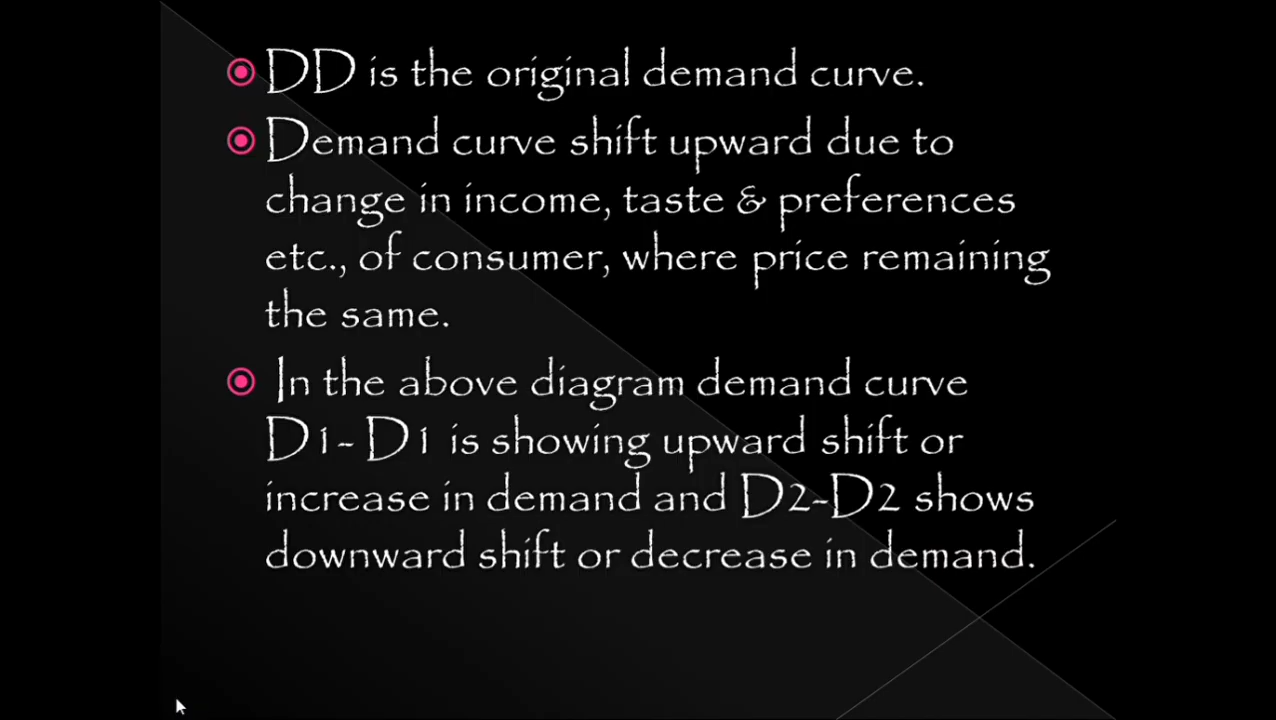 DD is the original demand curve.
Demand curve shift upward due to
change in income, taste & preferences
etc., of consumer, where price remaining
the same.
In the above diagram demand curve
D1- D1 is showing upward shift or
increase in demand and D2-D2 shows
downward shift or decrease in demand.